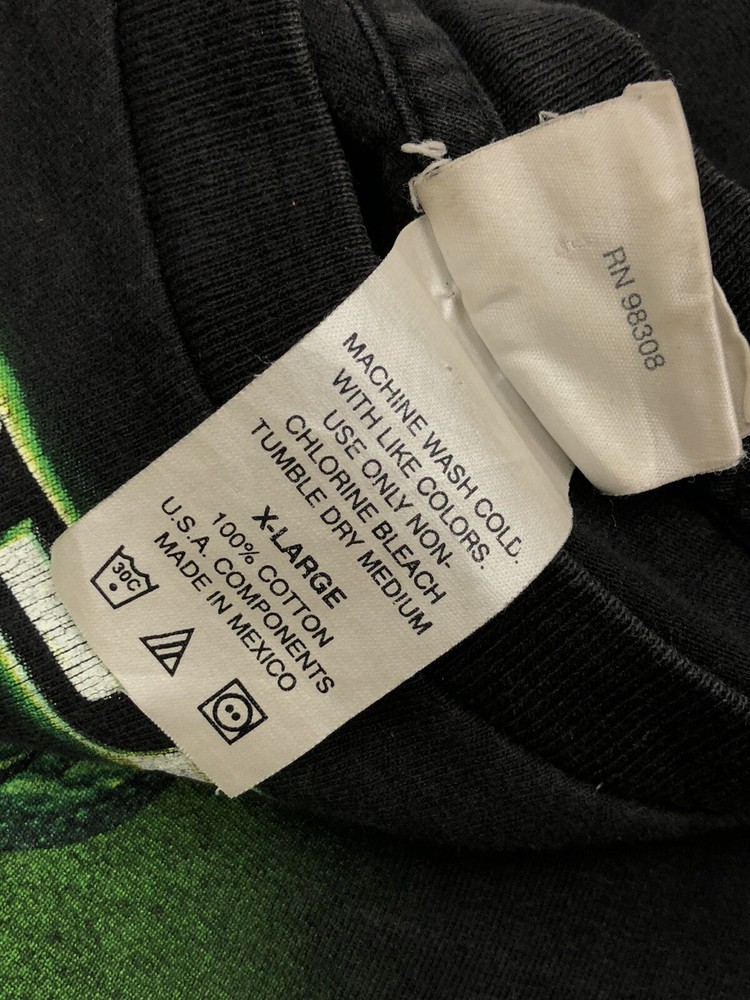 RN 98308
MACHINE WASH COLD.
WITH LIKE COLORS.
USE ONLY NON-
CHLORINE BLEACH
TUMBLE DRY MEDIUM
X-LARGE
100% COTTON
U.S.A. COMPONENTS
MADE IN MEXICO
30C